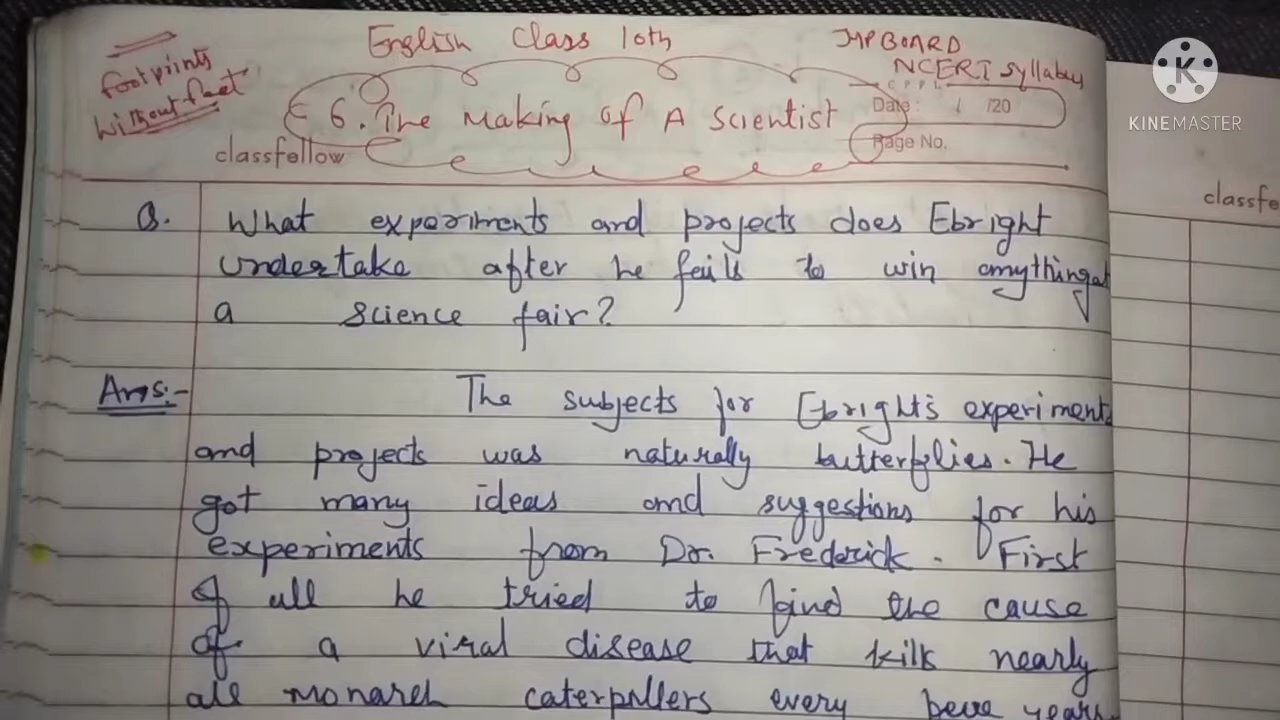 English Class 10th
MP BOARD
NCERT Syllabus
Footprints
without feet
6. The Making of A Scientist
Date: / /20
Page No.
classfellow
K
KINEMASTER
classfe
Q. What experiments and projects does Ebright
undertake after he fails to win anything at
a science fair?
Ans:- The subjects for Ebright's experiments
and projects was naturally butterflies. He
got many ideas and suggestions for his
experiments from Dr. Frederick. First
of all he tried to find the cause
of a viral disease that kills nearly
all monarch caterpillers every years.